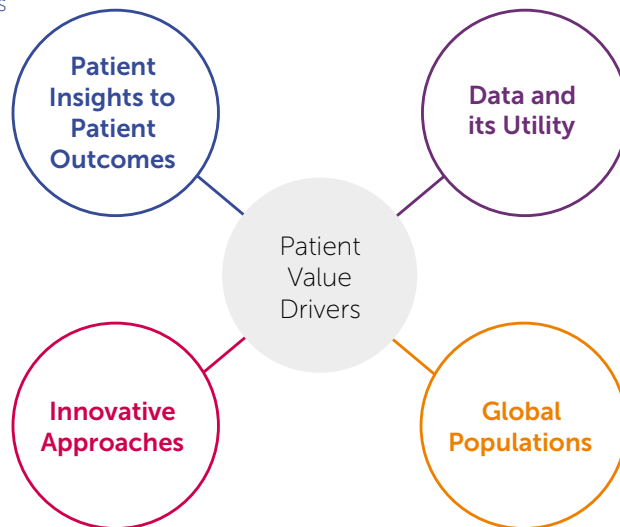 Patient
Insights to
Patient
Outcomes
Data and
its Utility
Patient
Value
Drivers
Innovative
Approaches
Global
Populations